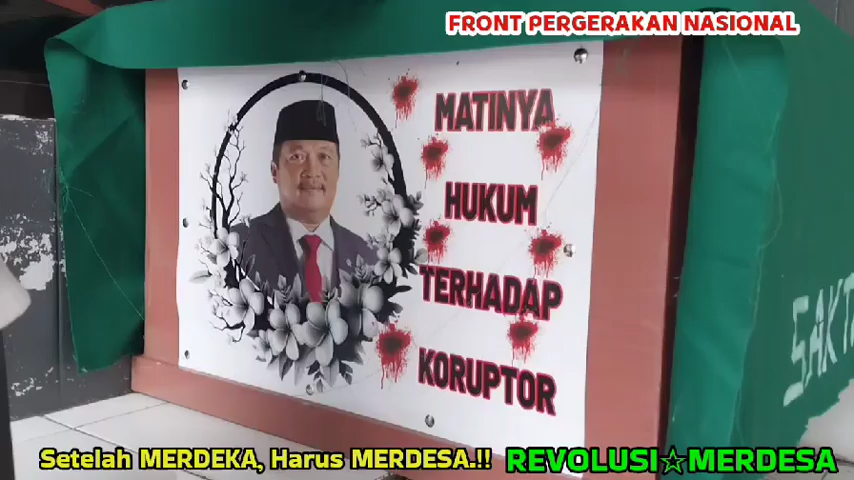 FRONT PERGERAKAN NASIONAL
MATINYA
HUKUM
TERHADAP
KORUPTOR
Setelah MERDEKA, Harus MERDESA.!!
REVOLUSI☆MERDESA